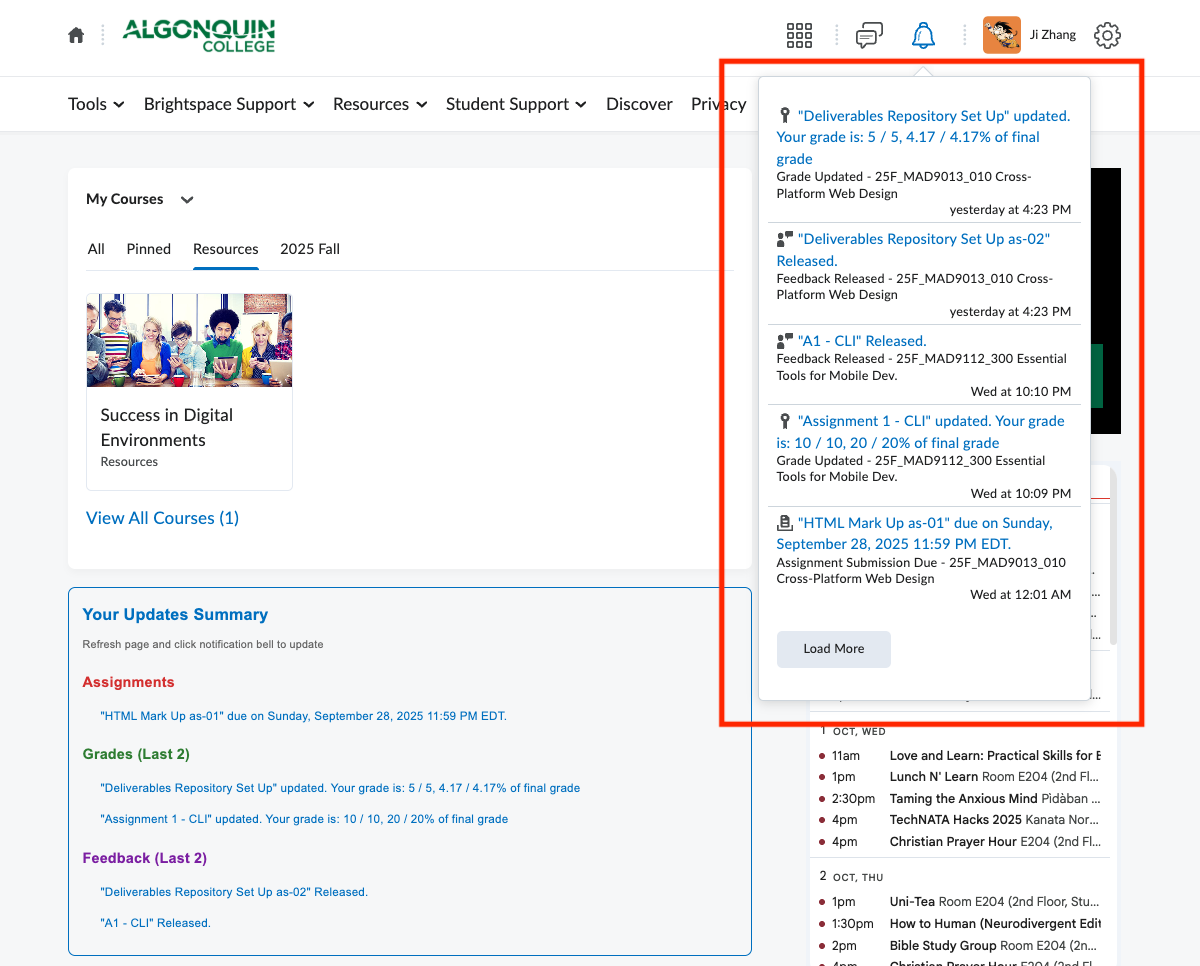 ALGONQUIN
COLLEGE
Ji Zhang
Tools
Brightspace Support
Resources
Student Support
Discover
Privacy
My Courses
All
Pinned
Resources
2025 Fall
Success in Digital
Environments
Resources
View All Courses (1)
Your Updates Summary
Refresh page and click notification bell to update
Assignments
"HTML Mark Up as-01" due on Sunday, September 28, 2025 11:59 PM EDT.
Grades (Last 2)
"Deliverables Repository Set Up" updated. Your grade is: 5 / 5, 4.17 / 4.17% of final grade
"Assignment 1 - CLI" updated. Your grade is: 10 / 10, 20 / 20% of final grade
Feedback (Last 2)
"Deliverables Repository Set Up as-02" Released.
"A1 - CLI" Released.
"Deliverables Repository Set Up" updated.
Your grade is: 5 / 5, 4.17 / 4.17% of final
grade
Grade Updated - 25F_MAD9013_010 Cross-
Platform Web Design
yesterday at 4:23 PM
"Deliverables Repository Set Up as-02"
Released.
Feedback Released - 25F_MAD9013_010 Cross-
Platform Web Design
yesterday at 4:23 PM
"A1 - CLI" Released.
Feedback Released - 25F_MAD9112_300 Essential
Tools for Mobile Dev.
Wed at 10:10 PM
"Assignment 1 - CLI" updated. Your grade
is: 10 / 10, 20 / 20% of final grade
Grade Updated - 25F_MAD9112_300 Essential
Tools for Mobile Dev.
Wed at 10:09 PM
"HTML Mark Up as-01" due on Sunday,
September 28, 2025 11:59 PM EDT.
Assignment Submission Due - 25F_MAD9013_010
Cross-Platform Web Design
Wed at 12:01 AM
Load More
1 OCT, WED
11am Love and Learn: Practical Skills for
1pm Lunch N' Learn Room E204 (2nd Fl...
2:30pm Taming the Anxious Mind Pìdàban ...
4pm TechNATA Hacks 2025 Kanata Nor...
4pm Christian Prayer Hour E204 (2nd Fl...
2 OCT, THU
1pm Uni-Tea Room E204 (2nd Floor, Stu...
1:30pm How to Human (Neurodivergent Edit
2pm Bible Study Group Room E204 (2n...
4pm Christian Prayer Hour E204 (2nd Fl...